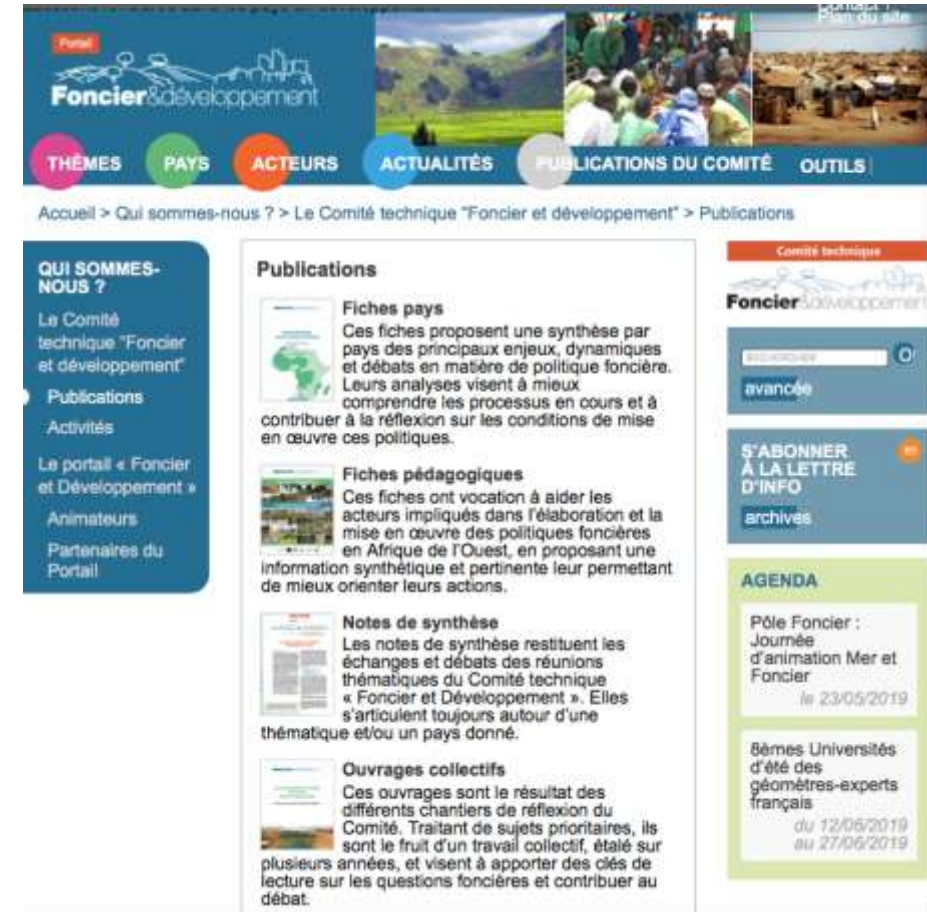 Contact !
Plan du site
Portail
Foncier&développement
THÈMES
PAYS
ACTEURS
ACTUALITÉS
PUBLICATIONS DU COMITÉ
OUTILS
Accueil > Qui sommes-nous ? > Le Comité technique "Foncier et développement" > Publications
QUI SOMMES-
NOUS ?
Le Comité
technique "Foncier
et développement"
Publications
Activités
Le portail « Foncier
et Développement »
Animateurs
Partenaires du
Portail
Publications
Fiches pays
Ces fiches proposent une synthèse par
pays des principaux enjeux, dynamiques
et débats en matière de politique foncière.
Leurs analyses visent à mieux
comprendre les processus en cours et à
contribuer à la réflexion sur les conditions de mise
en œuvre ces politiques.
Fiches pédagogiques
Ces fiches ont vocation à aider les
acteurs impliqués dans l'élaboration et la
mise en œuvre des politiques foncières
en Afrique de l'Ouest, en proposant une
information synthétique et pertinente leur permettant
de mieux orienter leurs actions.
Notes de synthèse
Les notes de synthèse restituent les
échanges et débats des réunions
thématiques du Comité technique
« Foncier et Développement ». Elles
s'articulent toujours autour d'une
thématique et/ou un pays donné.
Ouvrages collectifs
Ces ouvrages sont le résultat des
différents chantiers de réflexion du
Comité. Traitant de sujets prioritaires, ils
sont le fruit d'un travail collectif, étalé sur
plusieurs années, et visent à apporter des clés de
lecture sur les questions foncières et contribuer au
débat.
Comité technique
Foncier&développement
RECHERCHER
avancée
S'ABONNER
À LA LETTRE
D'INFO
archives
AGENDA
Pôle Foncier :
Journée
d'animation Mer et
Foncier
le 23/05/2019
8èmes Universités
d'été des
géomètres-experts
français
du 12/06/2019
au 27/06/2019